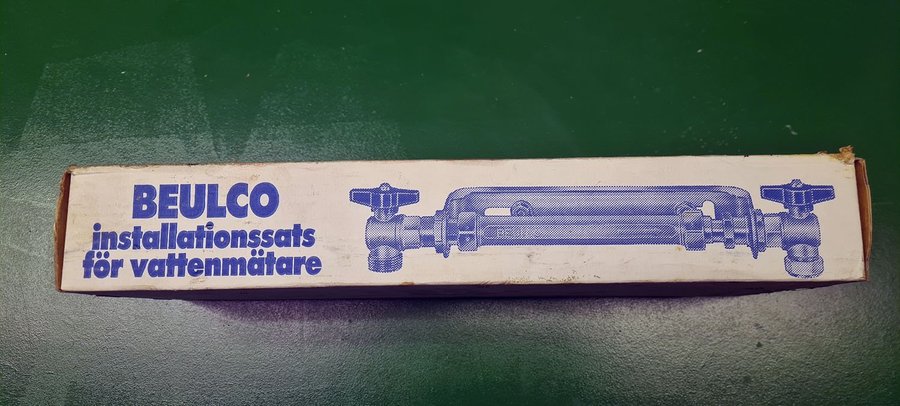 BEULCO
installationssats
för vattenmätare